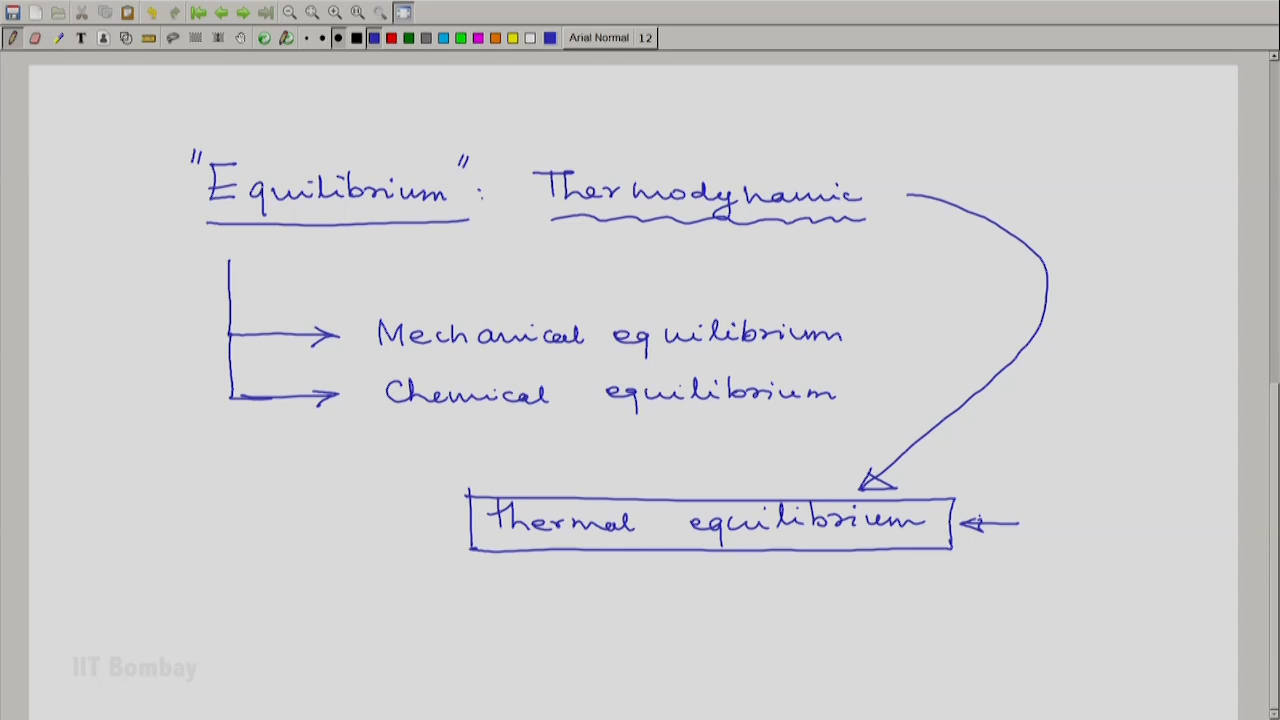 Arial Normal 12
"Equilibrium": Thermodynamic
Mechanical equilibrium
Chemical equilibrium
Thermal equilibrium
IIT Bombay